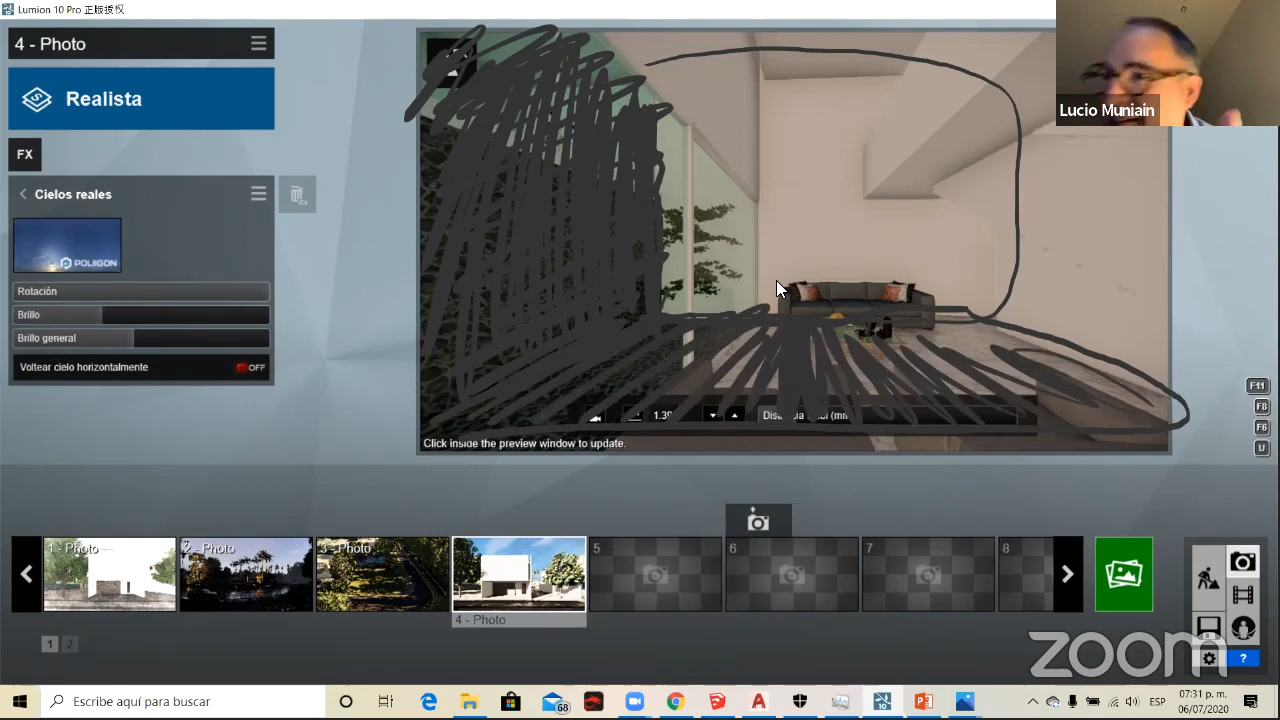 Lumion 10 Pro 正版授权
4 - Photo
Realista
FX
Cielos reales
POLIIGON
Rotación
Brillo
Brillo general
Voltear cielo horizontalmente
OFF
Lucio Muniain
1.39
(mm
Click inside the preview window to update.
F11
F8
F6
U
1 - Photo
2 - Photo
3 - Photo
5
6
7
8
4 - Photo
1
2
?
zoom
Escribe aquí para buscar
68
10
ESP
07:31 p. m.
06/07/2020